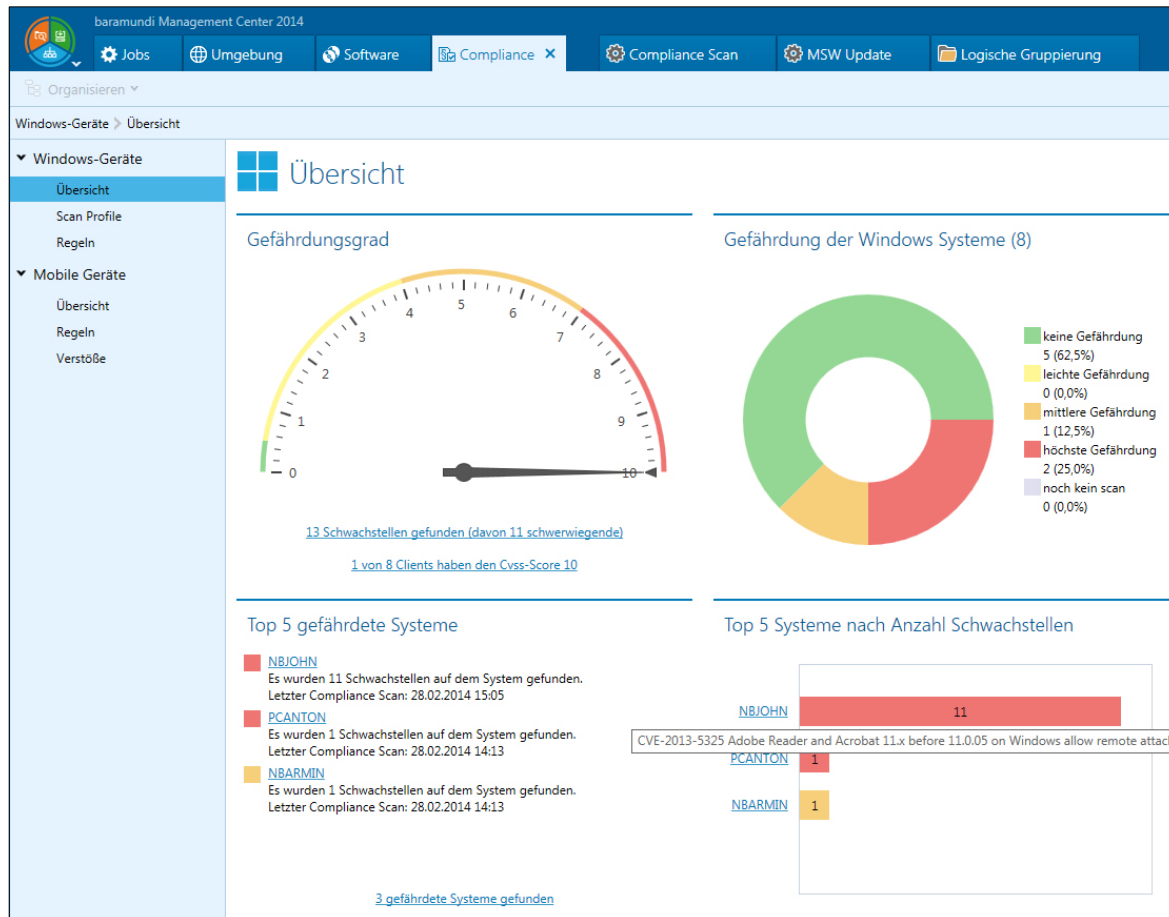 baramundi Management Center 2014
Jobs
Umgebung
Software
Compliance
Compliance Scan
MSW Update
Logische Gruppierung
Organisieren
Windows-Geräte
Übersicht
Windows-Geräte
Übersicht
Scan Profile
Regeln
Mobile Geräte
Übersicht
Regeln
Verstöße
Übersicht
Gefährdungsgrad
0
1
2
3
4
5
6
7
8
9
10
13 Schwachstellen gefunden (davon 11 schwerwiegende)
1 von 8 Clients haben den Cvss-Score 10
Gefährdung der Windows Systeme (8)
keine Gefährdung
5 (62,5%)
leichte Gefährdung
0 (0,0%)
mittlere Gefährdung
1 (12,5%)
höchste Gefährdung
2 (25,0%)
noch kein scan
0 (0,0%)
Top 5 gefährdete Systeme
NBJOHN
Es wurden 11 Schwachstellen auf dem System gefunden.
Letzter Compliance Scan: 28.02.2014 15:05
PCANTON
Es wurden 1 Schwachstellen auf dem System gefunden.
Letzter Compliance Scan: 28.02.2014 14:13
NBARMIN
Es wurden 1 Schwachstellen auf dem System gefunden.
Letzter Compliance Scan: 28.02.2014 14:13
3 gefährdete Systeme gefunden
Top 5 Systeme nach Anzahl Schwachstellen
NBJOHN
11
CVE-2013-5325 Adobe Reader and Acrobat 11.x before 11.0.05 on Windows allow remote attac
PCANTON
1
NBARMIN
1